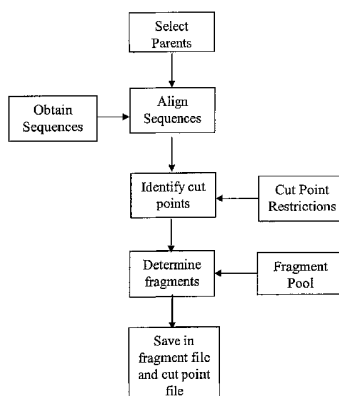 Select
Parents
Obtain
Sequences
Align
Sequences
Identify cut
points
Cut Point
Restrictions
Determine
fragments
Fragment
Pool
Save in
fragment file
and cut point
file